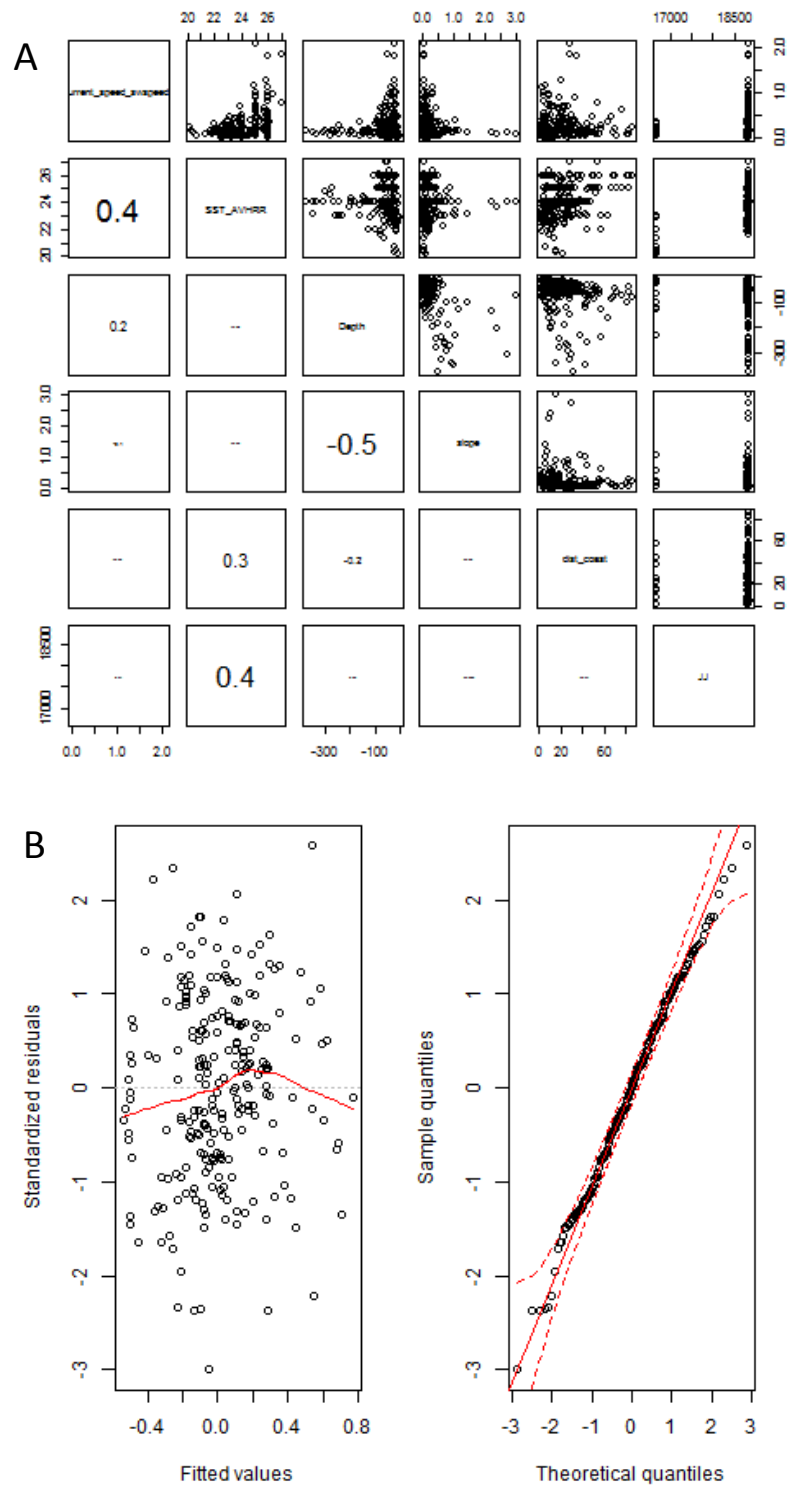 20 22 24 26 0.0 1.0 2.0 3.0 17000 18500
A
SST_AVHRR
Depth
slope
dist_coast
JJ
0.0 1.0 2.0
20 22 24 26
0.4
0.2
--
-300 -100
0.0 1.0 2.0 3.0
--
-0.5
--
0.3
-0.2
--
0 20 60
17000 18500
--
0.4
--
--
--
0.0 1.0 2.0 -300 -100 0 20 60
B
Standardized residuals
-3 -2 -1 0 1 2
-0.4 0.0 0.4 0.8
Fitted values
Sample quantiles
-3 -2 -1 0 1 2
-3 -2 -1 0 1 2 3
Theoretical quantiles